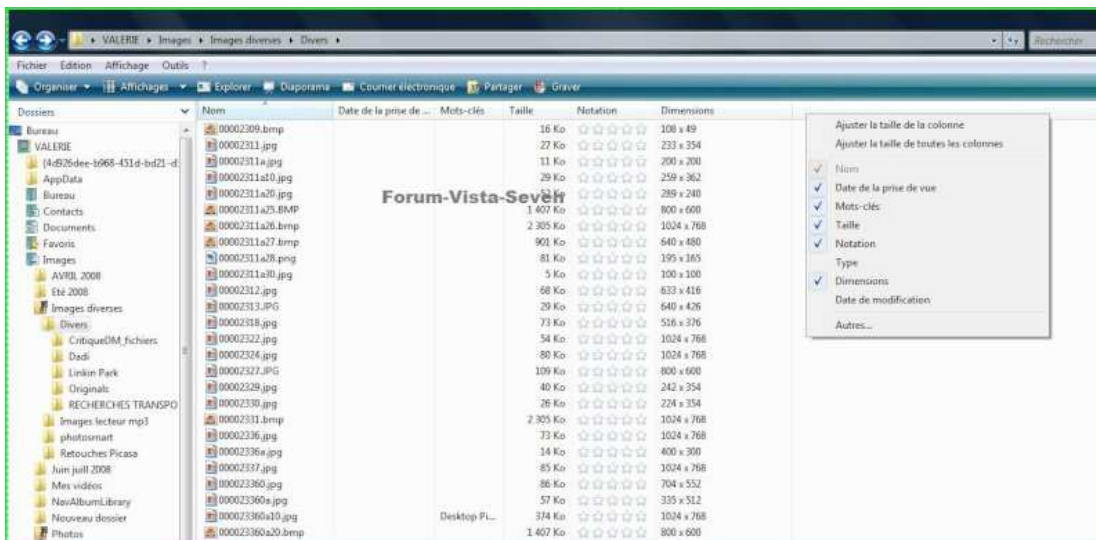 VALERIE ▸ Images ▸ Images diverses ▸ Divers ▸ Rechercher
Fichier Edition Affichage Outils ?
Organiser Affichages Explorer Diaporama Courrier électronique Partager Graver
Dossiers
Bureau
VALERIE
{4d926dee-b968-451d-bd21-d
AppData
Bureau
Contacts
Documents
Favoris
Images
AVRIL 2008
Eté 2008
Images diverses
Divers
CritiqueDM_fichiers
Dadi
Linkin Park
Originals
RECHERCHES TRANSPO
Images lecteur mp3
photosmart
Retouches Picasa
Juin juill 2008
Mes vidéos
NavAlbumLibrary
Nouveau dossier
Photos
Nom Date de la prise de ... Mots-clés Taille Notation Dimensions
00002309.bmp 16 Ko 108 x 49
00002311.jpg 27 Ko 233 x 354
00002311a.jpg 11 Ko 200 x 200
00002311a10.jpg 29 Ko 259 x 362
00002311a20.jpg 52 Ko 289 x 240
Forum-Vista-Seven
00002311a25.BMP 1 407 Ko 800 x 600
00002311a26.bmp 2 305 Ko 1024 x 768
00002311a27.bmp 901 Ko 640 x 480
00002311a28.png 81 Ko 195 x 165
00002311a30.jpg 5 Ko 100 x 100
00002312.jpg 68 Ko 633 x 416
00002313.JPG 29 Ko 640 x 426
00002318.jpg 73 Ko 516 x 376
00002322.jpg 54 Ko 1024 x 768
00002324.jpg 80 Ko 1024 x 768
00002327.JPG 109 Ko 800 x 600
00002329.jpg 40 Ko 242 x 354
00002330.jpg 26 Ko 224 x 354
00002331.bmp 2 305 Ko 1024 x 768
00002336.jpg 73 Ko 1024 x 768
00002336a.jpg 14 Ko 400 x 300
00002337.jpg 85 Ko 1024 x 768
000023360.jpg 86 Ko 704 x 552
000023360a.jpg 57 Ko 335 x 512
000023360a10.jpg Desktop Pi... 374 Ko 1024 x 768
000023360a20.bmp 1 407 Ko 800 x 600
Ajuster la taille de la colonne
Ajuster la taille de toutes les colonnes
Nom
Date de la prise de vue
Mots-clés
Taille
Notation
Type
Dimensions
Date de modification
Autres...